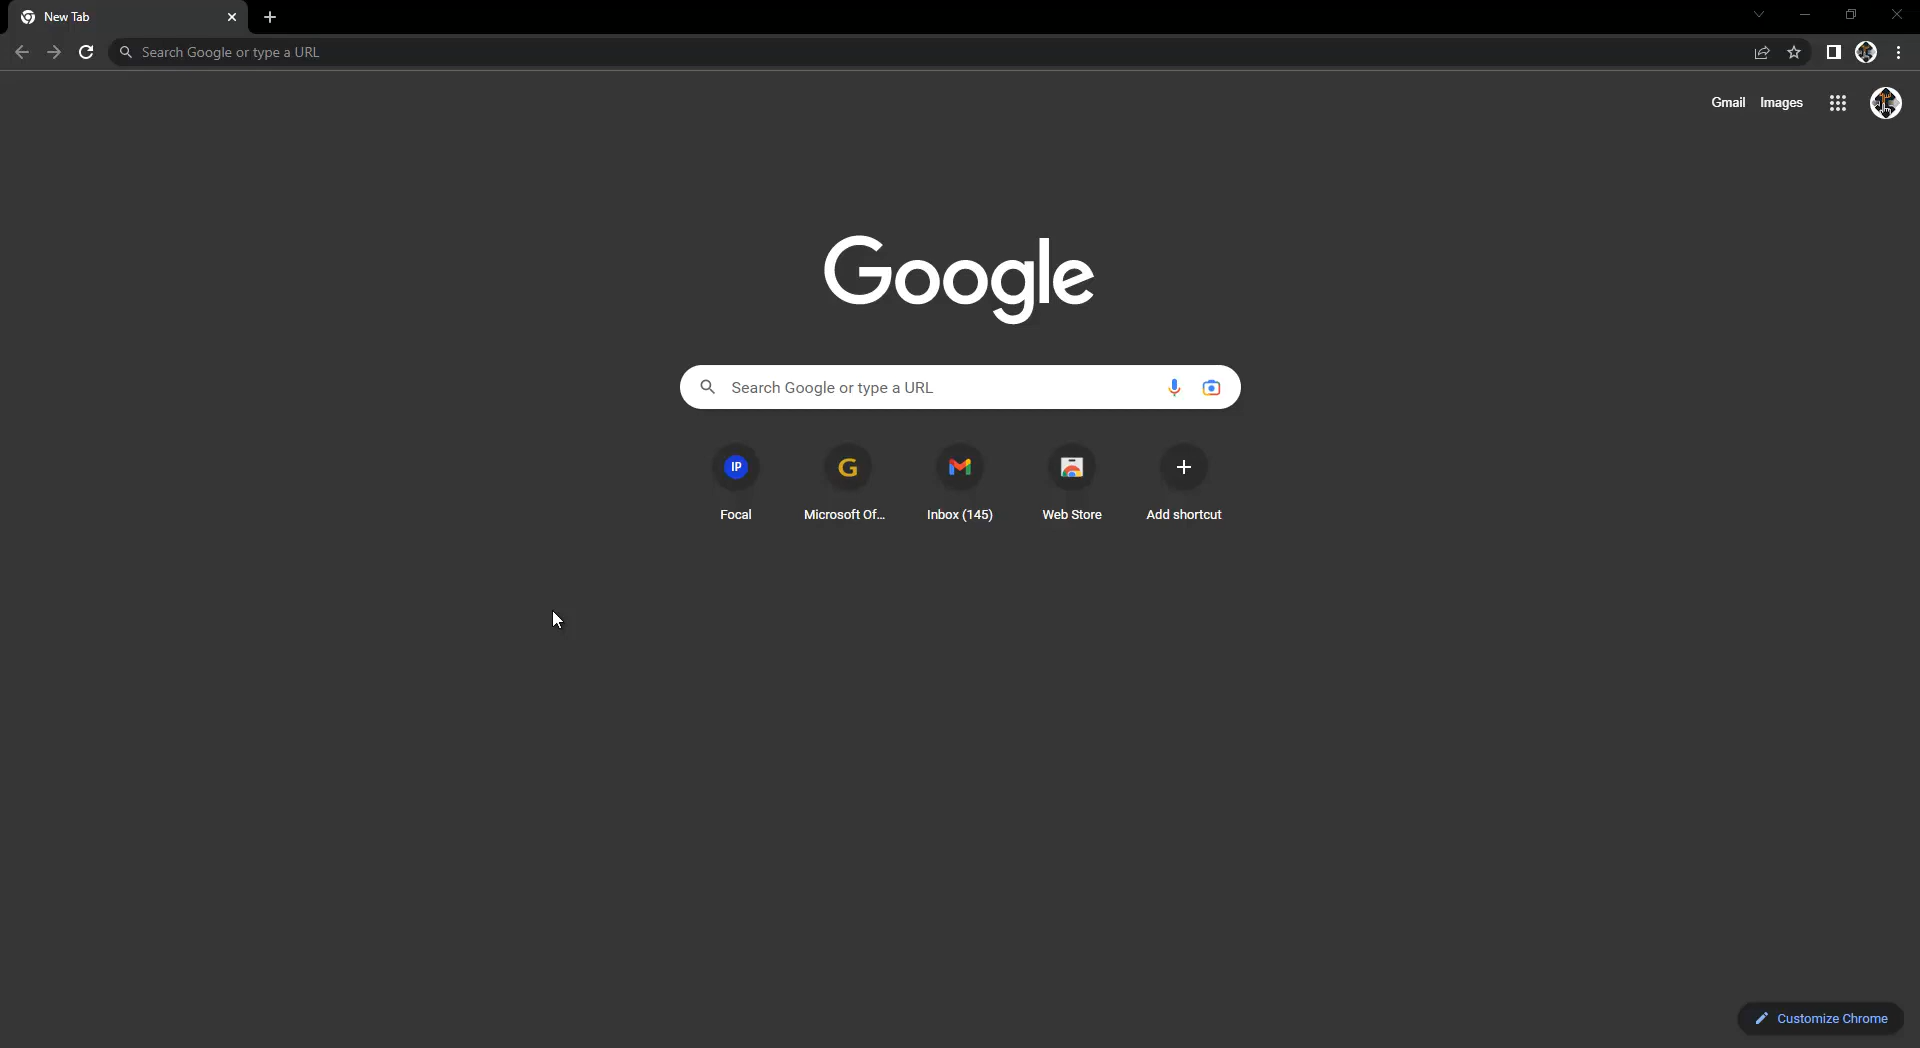 New Tab
Search Google or type a URL
Gmail Images
Google
Search Google or type a URL
IP G
Focal Microsoft Of... Inbox (145) Web Store Add shortcut
Customize Chrome